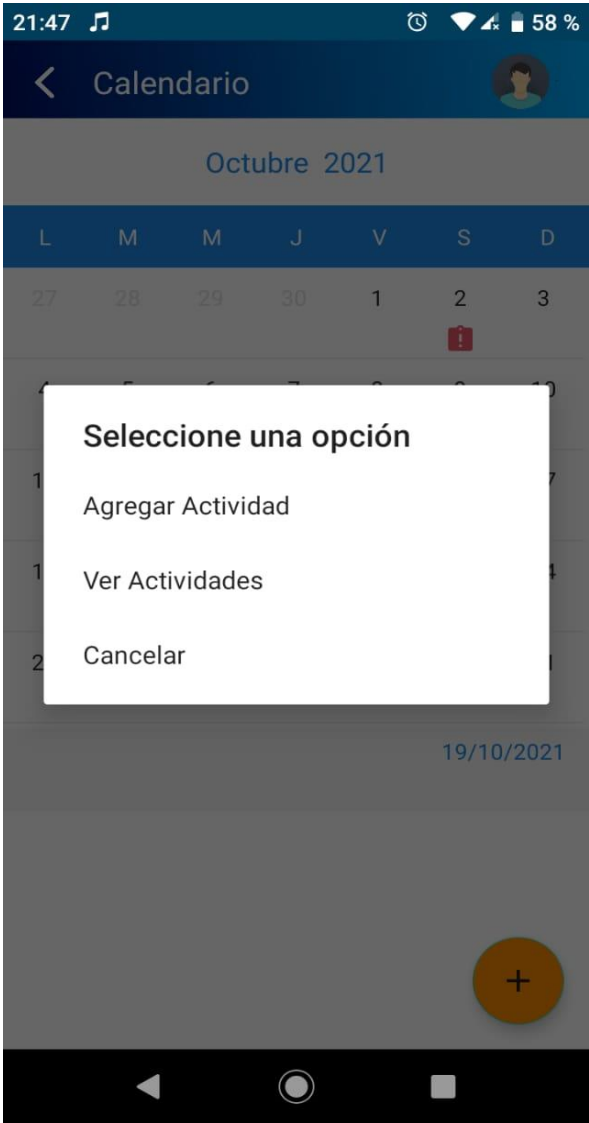 21:47 58 %
Calendario
Octubre 2021
L M M J V S D
27 28 29 30 1 2 3
Seleccione una opción
Agregar Actividad
Ver Actividades
Cancelar
19/10/2021
+